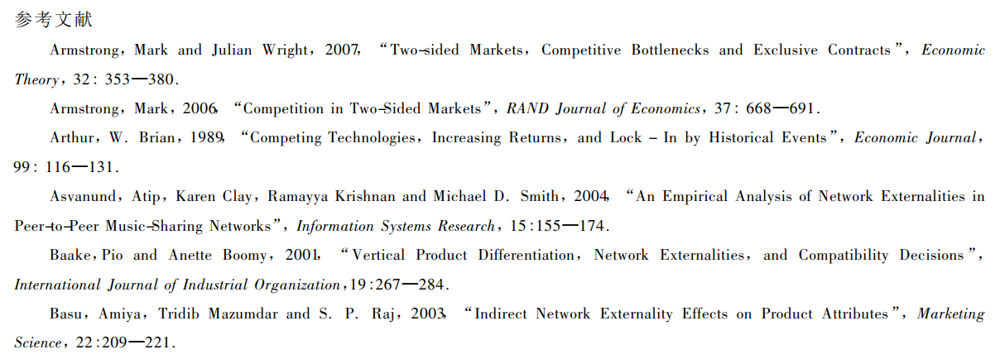 参考文献
Armstrong, Mark and Julian Wright, 2007, “Two-sided Markets, Competitive Bottlenecks and Exclusive Contracts”, Economic
Theory, 32: 353—380.
Armstrong, Mark, 2006, “Competition in Two-Sided Markets”, RAND Journal of Economics, 37: 668—691.
Arthur, W. Brian, 1989, “Competing Technologies, Increasing Returns, and Lock - In by Historical Events”, Economic Journal,
99: 116—131.
Asvanund, Atip, Karen Clay, Ramayya Krishnan and Michael D. Smith, 2004, “An Empirical Analysis of Network Externalities in
Peer-to-Peer Music-Sharing Networks”, Information Systems Research, 15:155—174.
Baake,Pio and Anette Boomy, 2001, “Vertical Product Differentiation, Network Externalities, and Compatibility Decisions”,
International Journal of Industrial Organization,19:267—284.
Basu, Amiya, Tridib Mazumdar and S. P. Raj, 2003, “Indirect Network Externality Effects on Product Attributes”, Marketing
Science, 22:209—221.